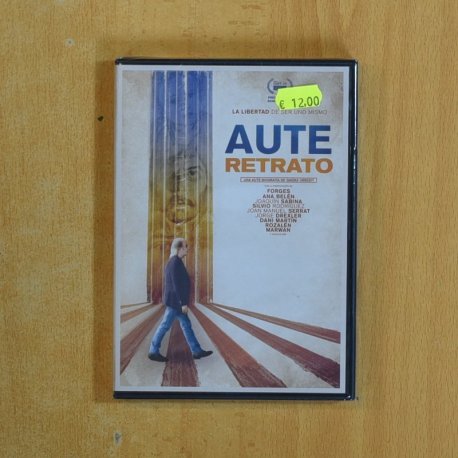 € 12,00
LA LIBERTAD DE SER UNO MISMO
AUTE
RETRATO
FORGES
ANA BELÉN
JOAQUÍN SABINA
SILVIO RODRÍGUEZ
JOAN MANUEL SERRAT
JORGE DREXLER
DANI MARTÍN
ROZALÉN
MARWAN